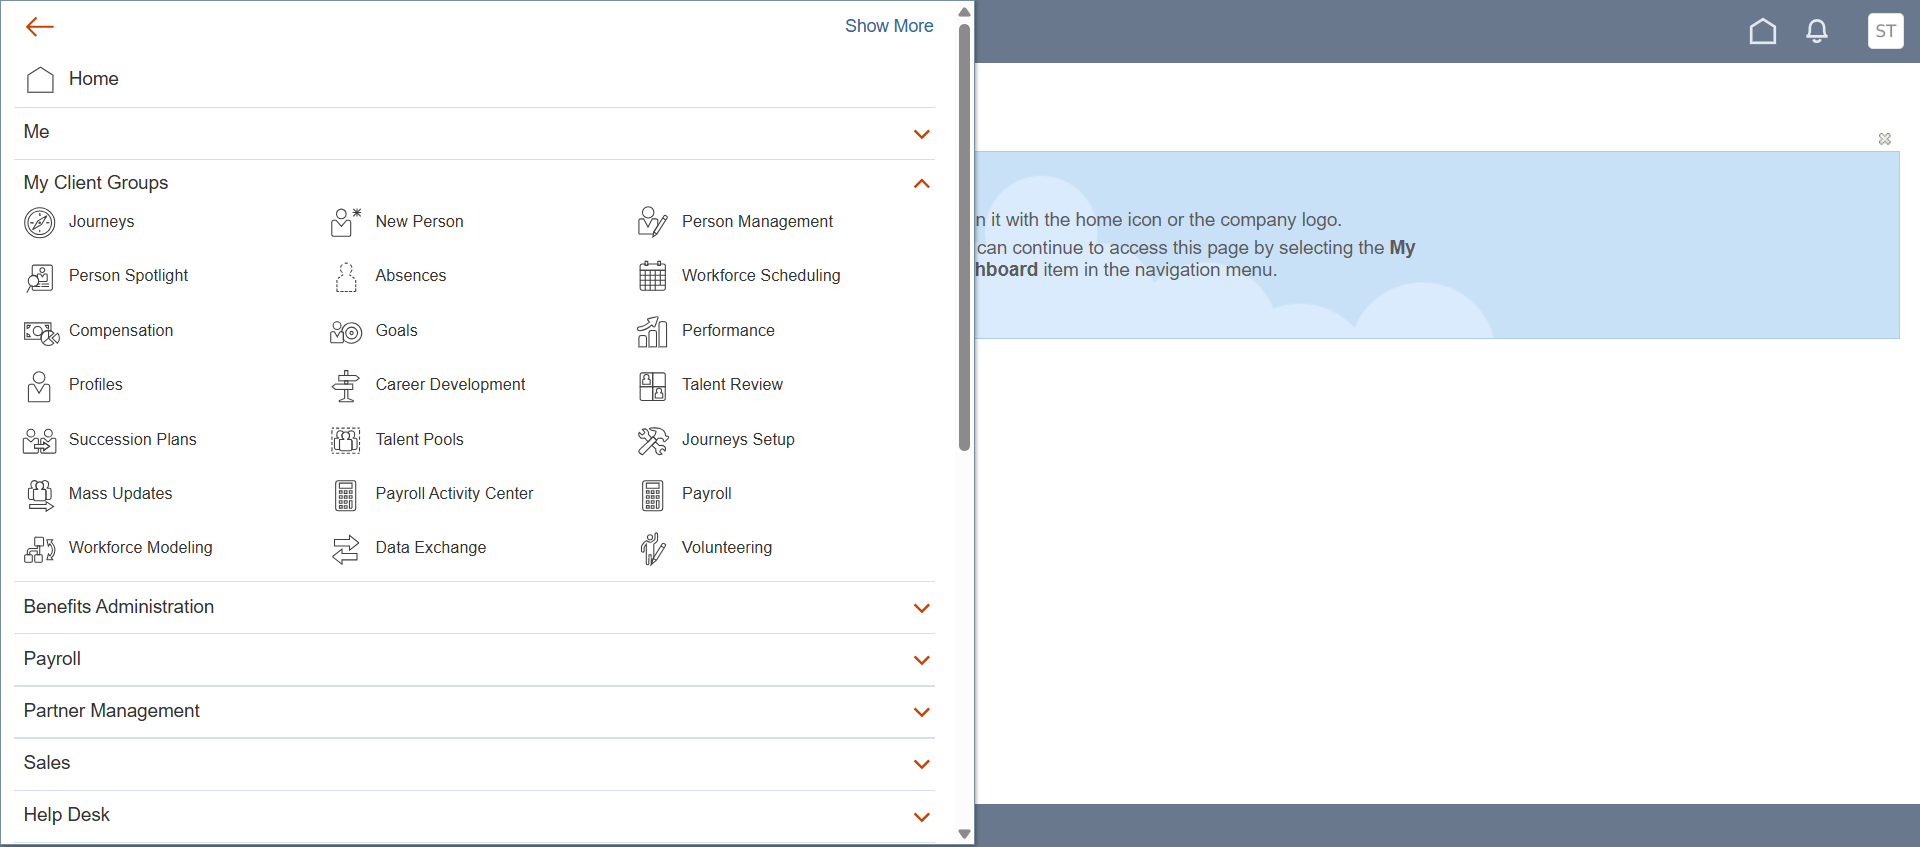 Show More
ST
Home
Me
My Client Groups
Journeys
New Person
Person Management
Person Spotlight
Absences
Workforce Scheduling
Compensation
Goals
Performance
Profiles
Career Development
Talent Review
Succession Plans
Talent Pools
Journeys Setup
Mass Updates
Payroll Activity Center
Payroll
Workforce Modeling
Data Exchange
Volunteering
Benefits Administration
Payroll
Partner Management
Sales
Help Desk
n it with the home icon or the company logo.
can continue to access this page by selecting the My
hboard item in the navigation menu.